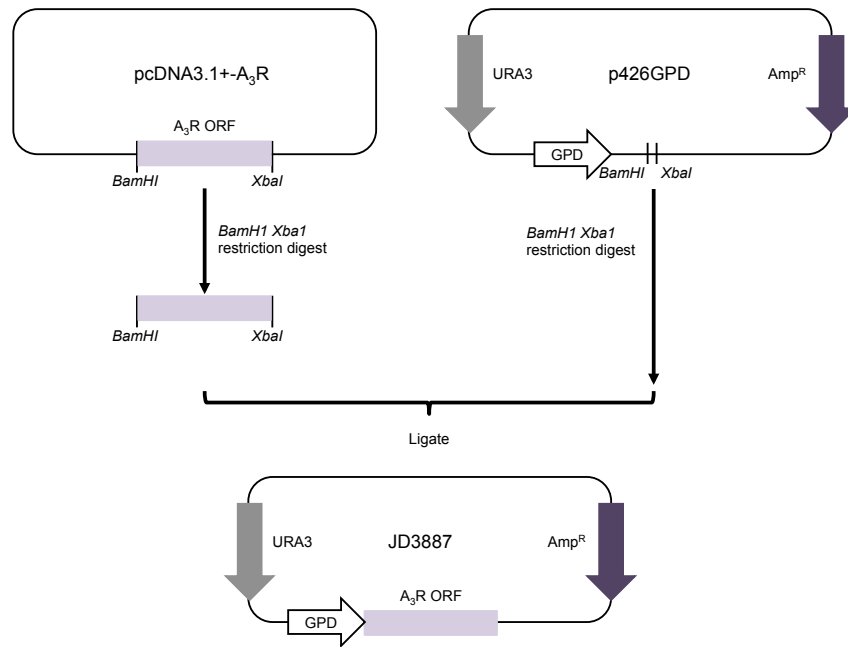 pcDNA3.1+-A₃R
A₃R ORF
BamHI XbaI
BamH1 Xba1
restriction digest
BamHI XbaI
URA3 p426GPD Ampᴿ
GPD BamHI XbaI
BamH1 Xba1
restriction digest
Ligate
URA3 JD3887 Ampᴿ
A₃R ORF
GPD